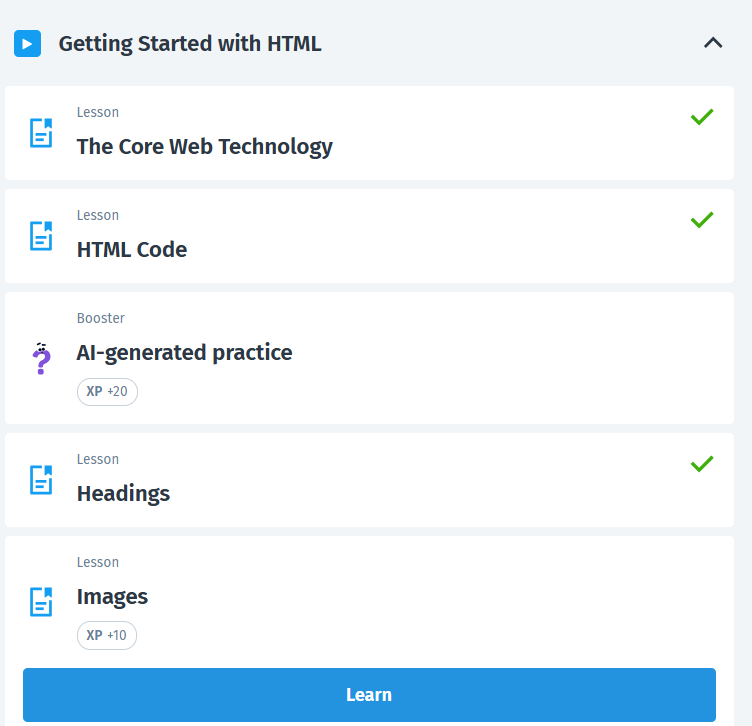 Getting Started with HTML
Lesson
The Core Web Technology
Lesson
HTML Code
Booster
AI-generated practice
XP +20
Lesson
Headings
Lesson
Images
XP +10
Learn